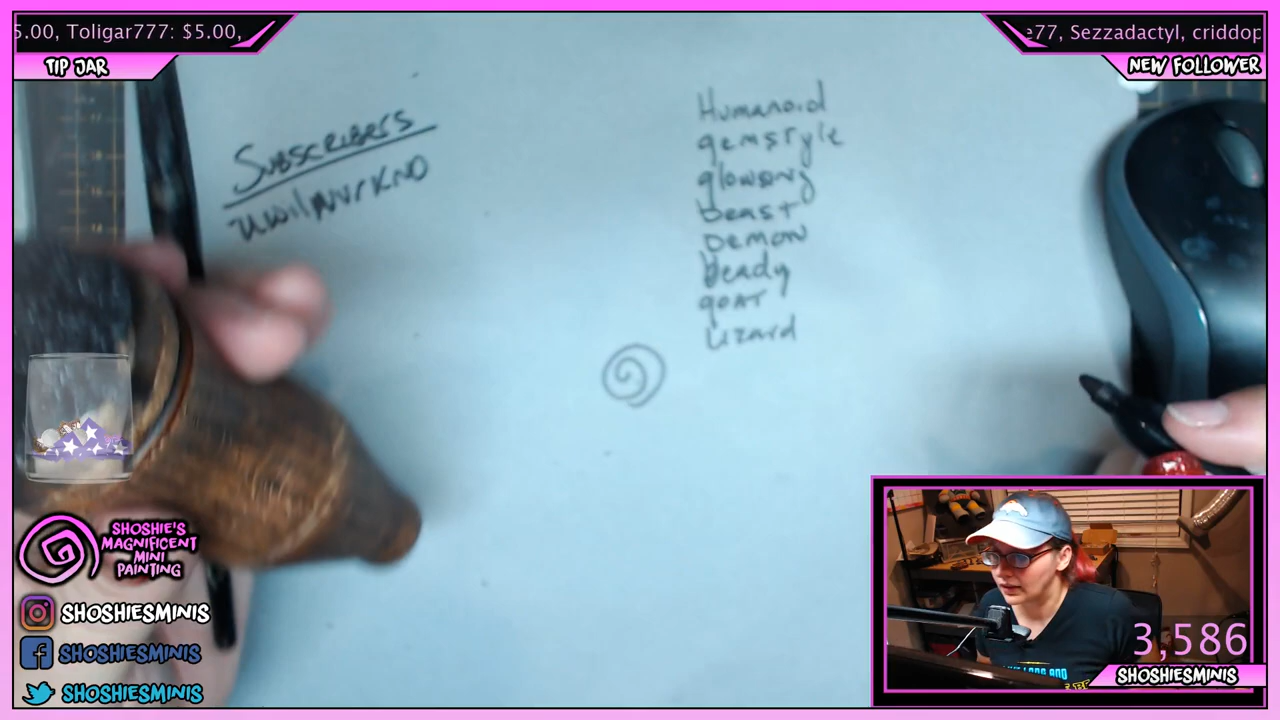 5.00, Toligar777: $5.00,
TIP JAR
e77, Sezzadactyl, criddop
NEW FOLLOWER
SUBSCRIBERS
Humanoid
gemstyle
glowing
beast
DEMON
beady
goat
Lizard
SHOSHIE'S
MAGNIFICENT
MINI
PAINTING
SHOSHIESMINIS
SHOSHIESMINIS
SHOSHIESMINIS
3,586
SHOSHIESMINIS